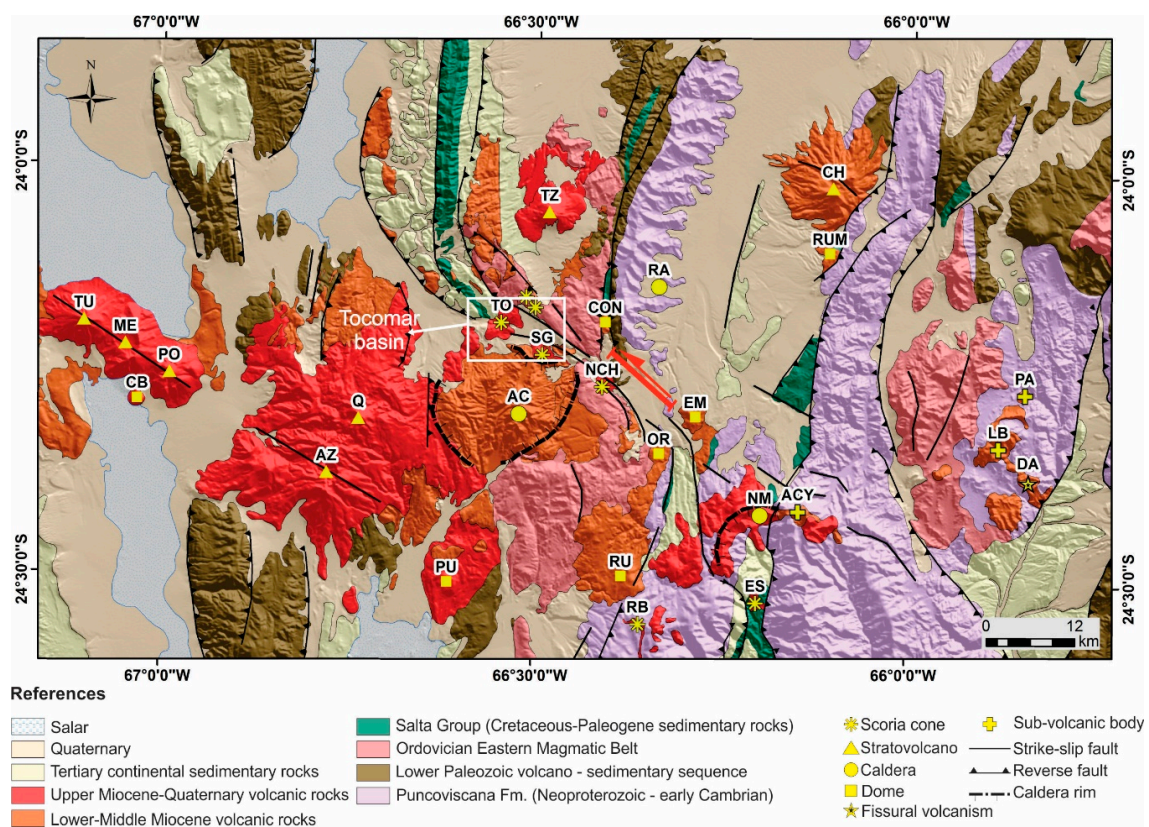 67°0'0"W 66°30'0"W 66°0'0"W
N
24°0'0"S
24°0'0"S
CH
TZ
RUM
RA
TU
TO
CON
Tocomar
basin
ME
SG
PO
NCH
CB
AC
EM
PA
Q
OR
LB
AZ
DA
NM
ACY
24°30'0"S
24°30'0"S
PU
RU
ES
RB
0 12
km
67°0'0"W 66°30'0"W 66°0'0"W
References
Salar
Quaternary
Tertiary continental sedimentary rocks
Upper Miocene-Quaternary volcanic rocks
Lower-Middle Miocene volcanic rocks
Salta Group (Cretaceous-Paleogene sedimentary rocks)
Ordovician Eastern Magmatic Belt
Lower Paleozoic volcano - sedimentary sequence
Puncoviscana Fm. (Neoproterozoic - early Cambrian)
Scoria cone
Stratovolcano
Caldera
Dome
Fissural volcanism
Sub-volcanic body
Strike-slip fault
Reverse fault
Caldera rim